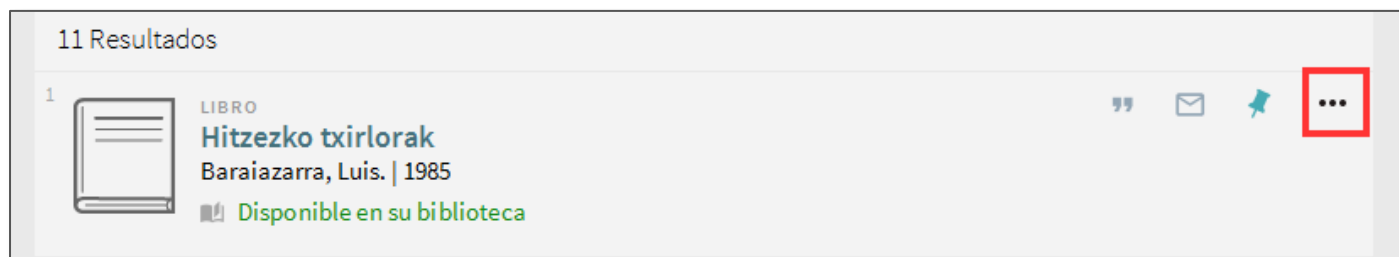 11 Resultados
1
LIBRO
Hitzezko txirlorak
Baraiazarra, Luis. | 1985
Disponible en su biblioteca